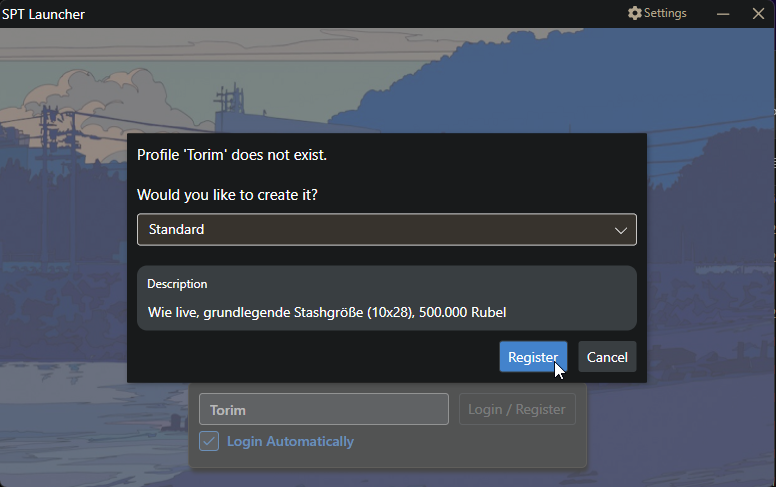 SPT Launcher
Settings
Profile 'Torim' does not exist.
Would you like to create it?
Standard
Description
Wie live, grundlegende Stashgröße (10x28), 500.000 Rubel
Register
Cancel
Torim
Login / Register
Login Automatically